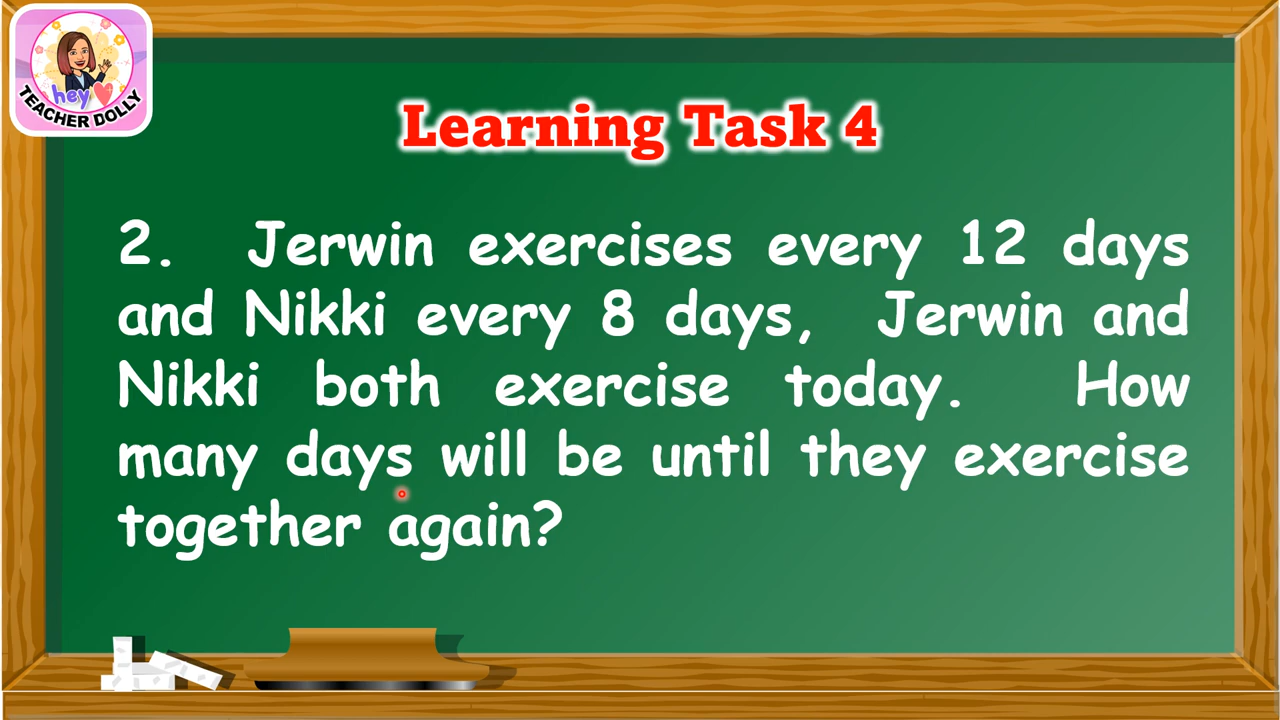 hey
TEACHER DOLLY
Learning Task 4
2. Jerwin exercises every 12 days
and Nikki every 8 days, Jerwin and
Nikki both exercise today. How
many days will be until they exercise
together again?